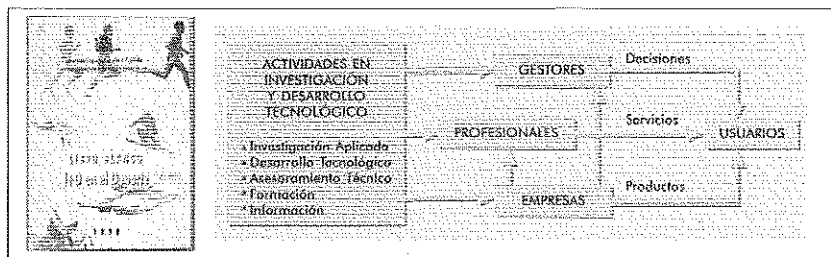 ACTIVIDADES EN
INVESTIGACIÓN
Y DESARROLLO
TECNOLÓGICO
• Investigación Aplicada
• Desarrollo Tecnológico
• Asesoramiento Técnico
• Formación
• Información
GESTORES
PROFESIONALES
EMPRESAS
Decisiones
Servicios
Productos
USUARIOS